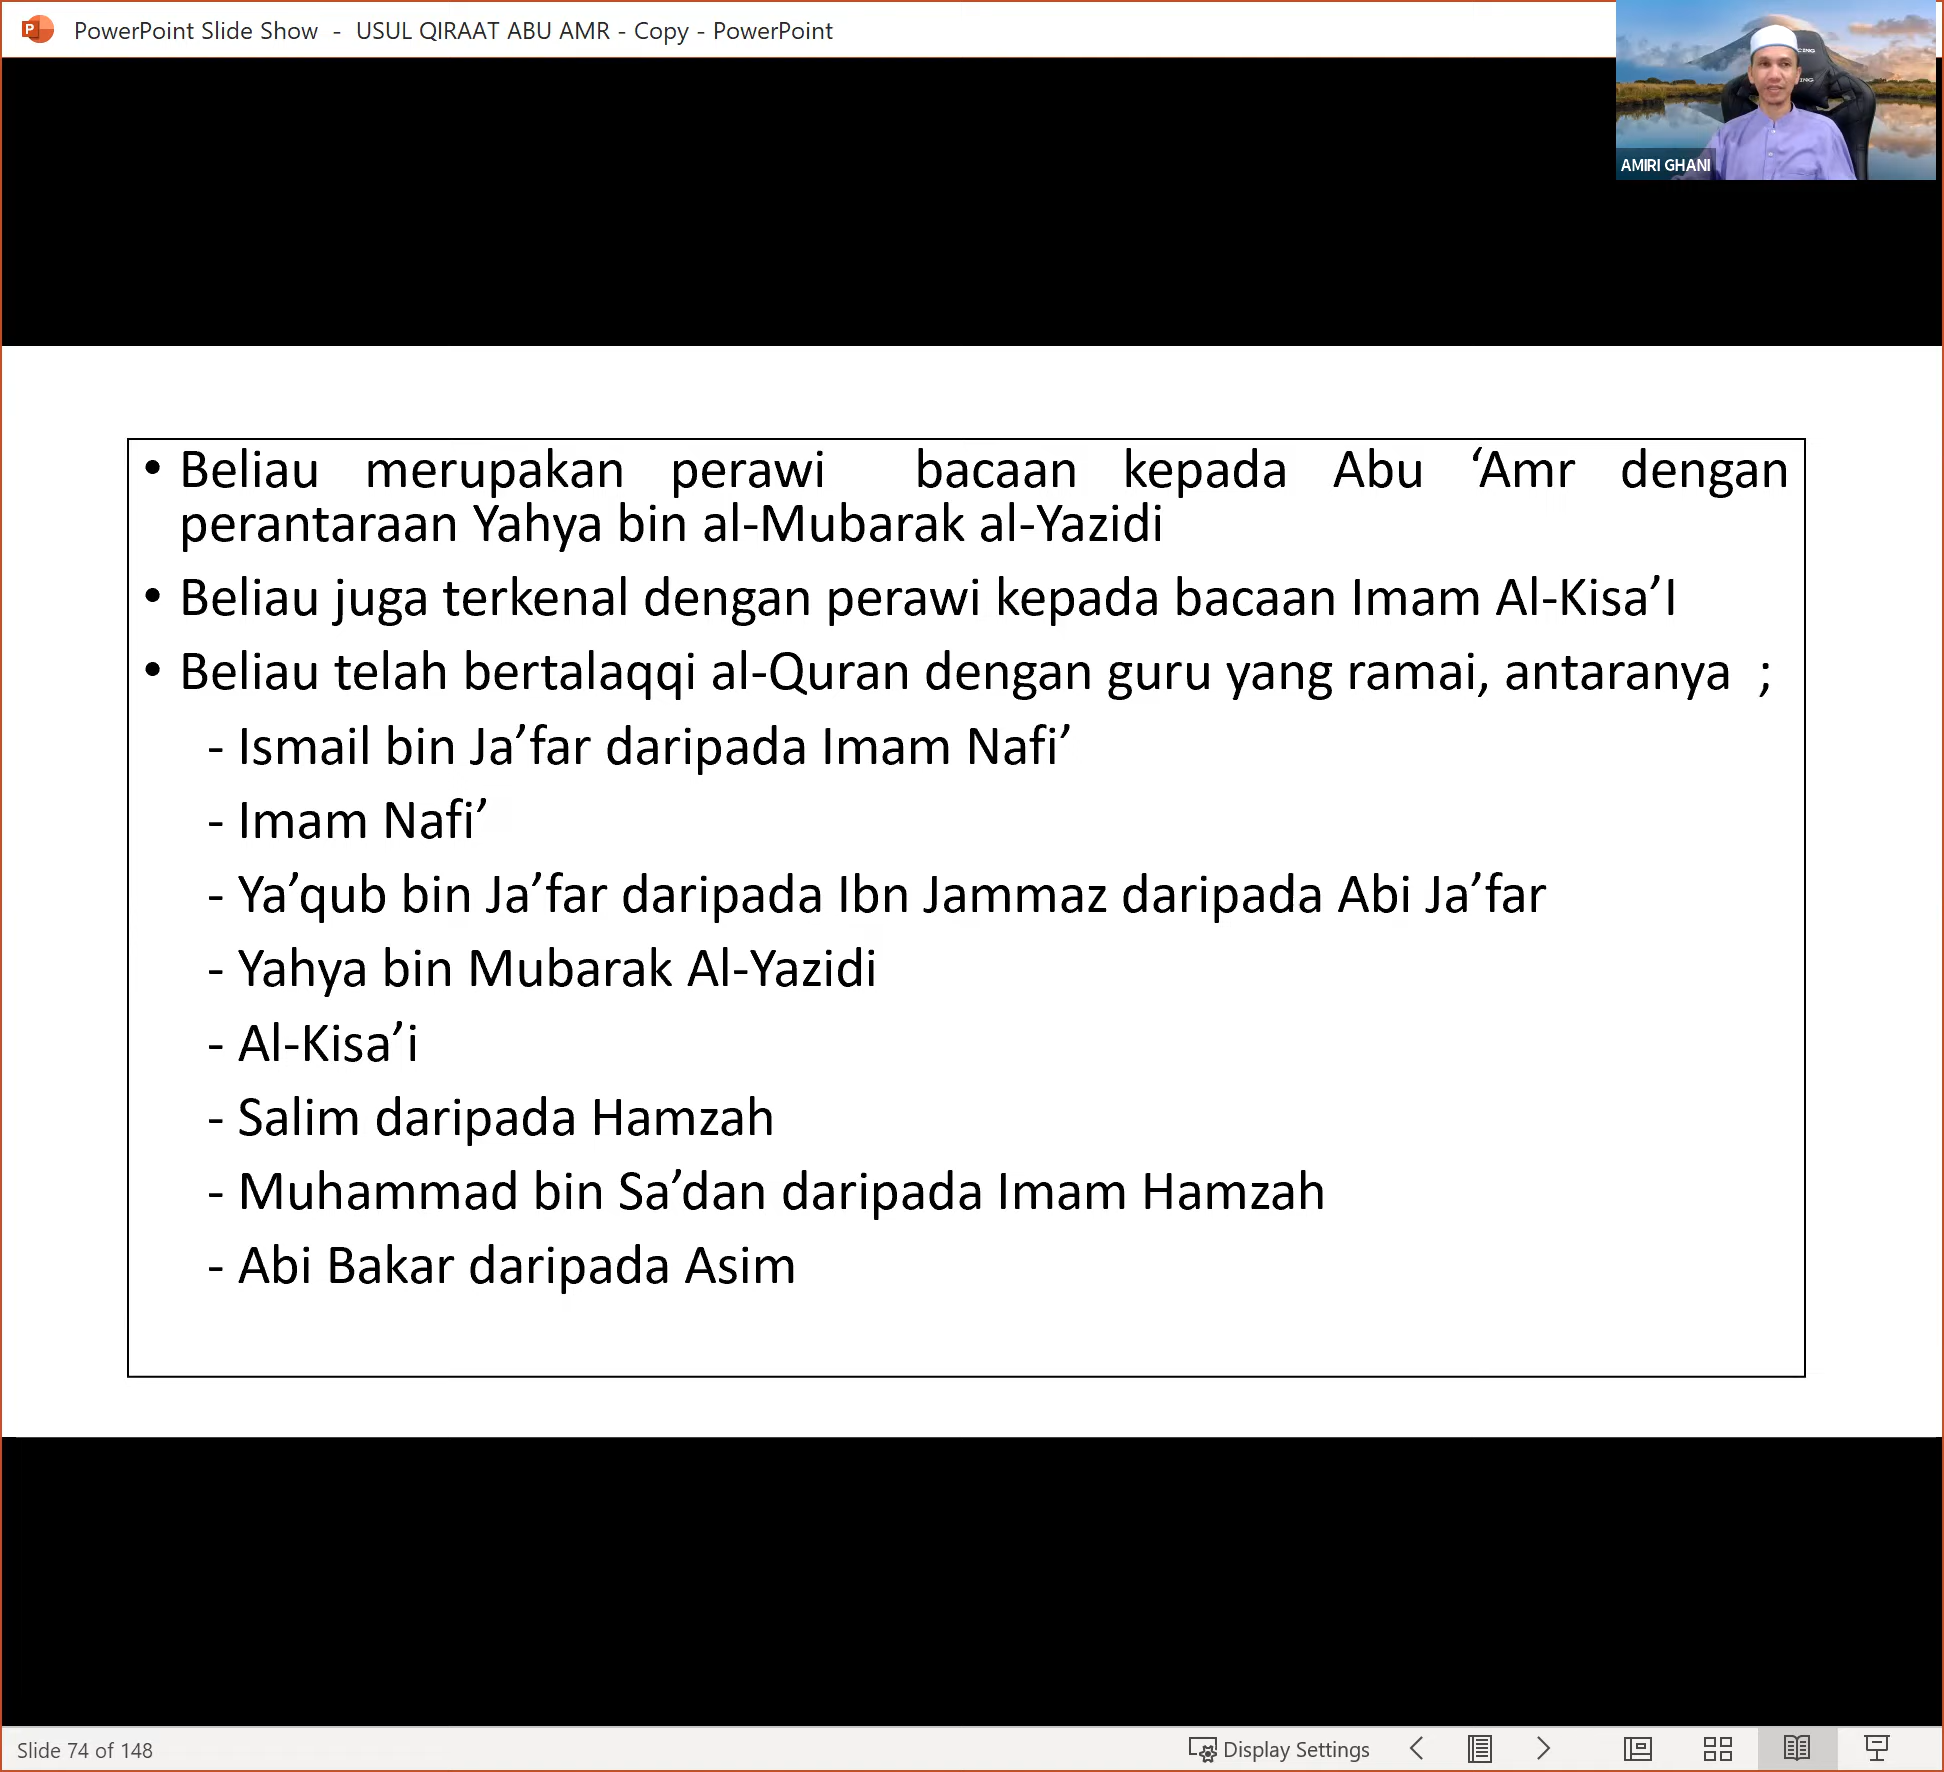 PowerPoint Slide Show - USUL QIRAAT ABU AMR - Copy - PowerPoint
AMIRI GHANI
• Beliau merupakan perawi bacaan kepada Abu ‘Amr dengan
perantaraan Yahya bin al-Mubarak al-Yazidi
• Beliau juga terkenal dengan perawi kepada bacaan Imam Al-Kisa’I
• Beliau telah bertalaqqi al-Quran dengan guru yang ramai, antaranya ;
- Ismail bin Ja’far daripada Imam Nafi’
- Imam Nafi’
- Ya’qub bin Ja’far daripada Ibn Jammaz daripada Abi Ja’far
- Yahya bin Mubarak Al-Yazidi
- Al-Kisa’i
- Salim daripada Hamzah
- Muhammad bin Sa’dan daripada Imam Hamzah
- Abi Bakar daripada Asim
Slide 74 of 148
Display Settings